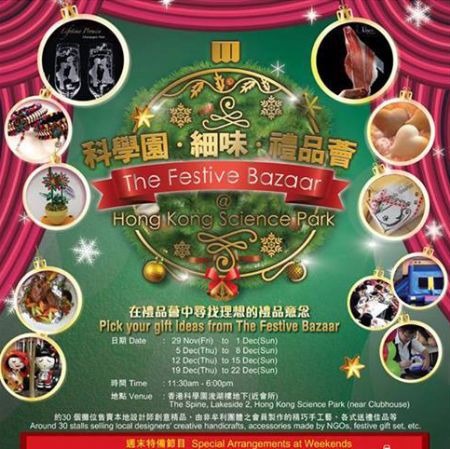 Lifetime Promises
科學園・細味・禮品薈
The Festive Bazaar
@
Hong Kong Science Park
在禮品薈中尋找理想的禮品意念
Pick your gift ideas from The Festive Bazaar
日期 Date : 29 Nov(Fri) to 1 Dec(Sun)
5 Dec(Thu) to 8 Dec(Sun)
12 Dec(Thu) to 15 Dec(Sun)
19 Dec(Thu) to 22 Dec(Sun)
時間 Time : 11:30am - 6:00pm
地點 Venue : 香港科學園浚湖樓地下(近會所)
The Spine, Lakeside 2, Hong Kong Science Park (near Clubhouse)
約30 個攤位售賣本地設計師創意精品、由非牟利團體之會員製作的精巧手工藝、各式送禮佳品等
Around 30 stalls selling local designers' creative handicrafts, accessories made by NGOs, festive gift set, etc.
週末特備節目 Special Arrangements at Weekends